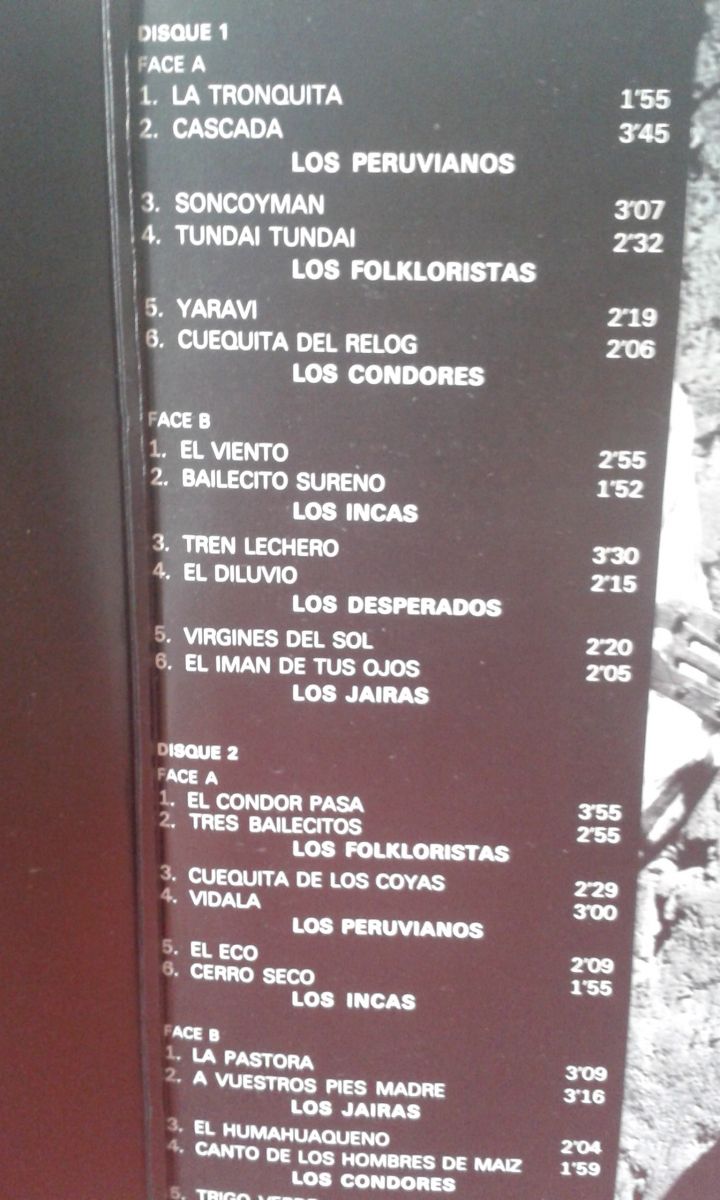 DISQUE 1
FACE A
1. LA TRONQUITA 1'55
2. CASCADA 3'45
LOS PERUVIANOS
3. SONCOYMAN 3'07
4. TUNDAI TUNDAI 2'32
LOS FOLKLORISTAS
5. YARAVI 2'19
6. CUEQUITA DEL RELOG 2'06
LOS CONDORES
FACE B
1. EL VIENTO 2'55
2. BAILECITO SURENO 1'52
LOS INCAS
3. TREN LECHERO 3'30
4. EL DILUVIO 2'15
LOS DESPERADOS
5. VIRGINES DEL SOL 2'20
6. EL IMAN DE TUS OJOS 2'05
LOS JAIRAS
DISQUE 2
FACE A
1. EL CONDOR PASA 3'55
2. TRES BAILECITOS 2'55
LOS FOLKLORISTAS
3. CUEQUITA DE LOS COYAS 2'29
4. VIDALA 3'00
LOS PERUVIANOS
5. EL ECO 2'09
6. CERRO SECO 1'55
LOS INCAS
FACE B
1. LA PASTORA 3'09
2. A VUESTROS PIES MADRE 3'16
LOS JAIRAS
3. EL HUMAHUAQUENO 2'04
4. CANTO DE LOS HOMBRES DE MAIZ 1'59
LOS CONDORES
5. TRIGO